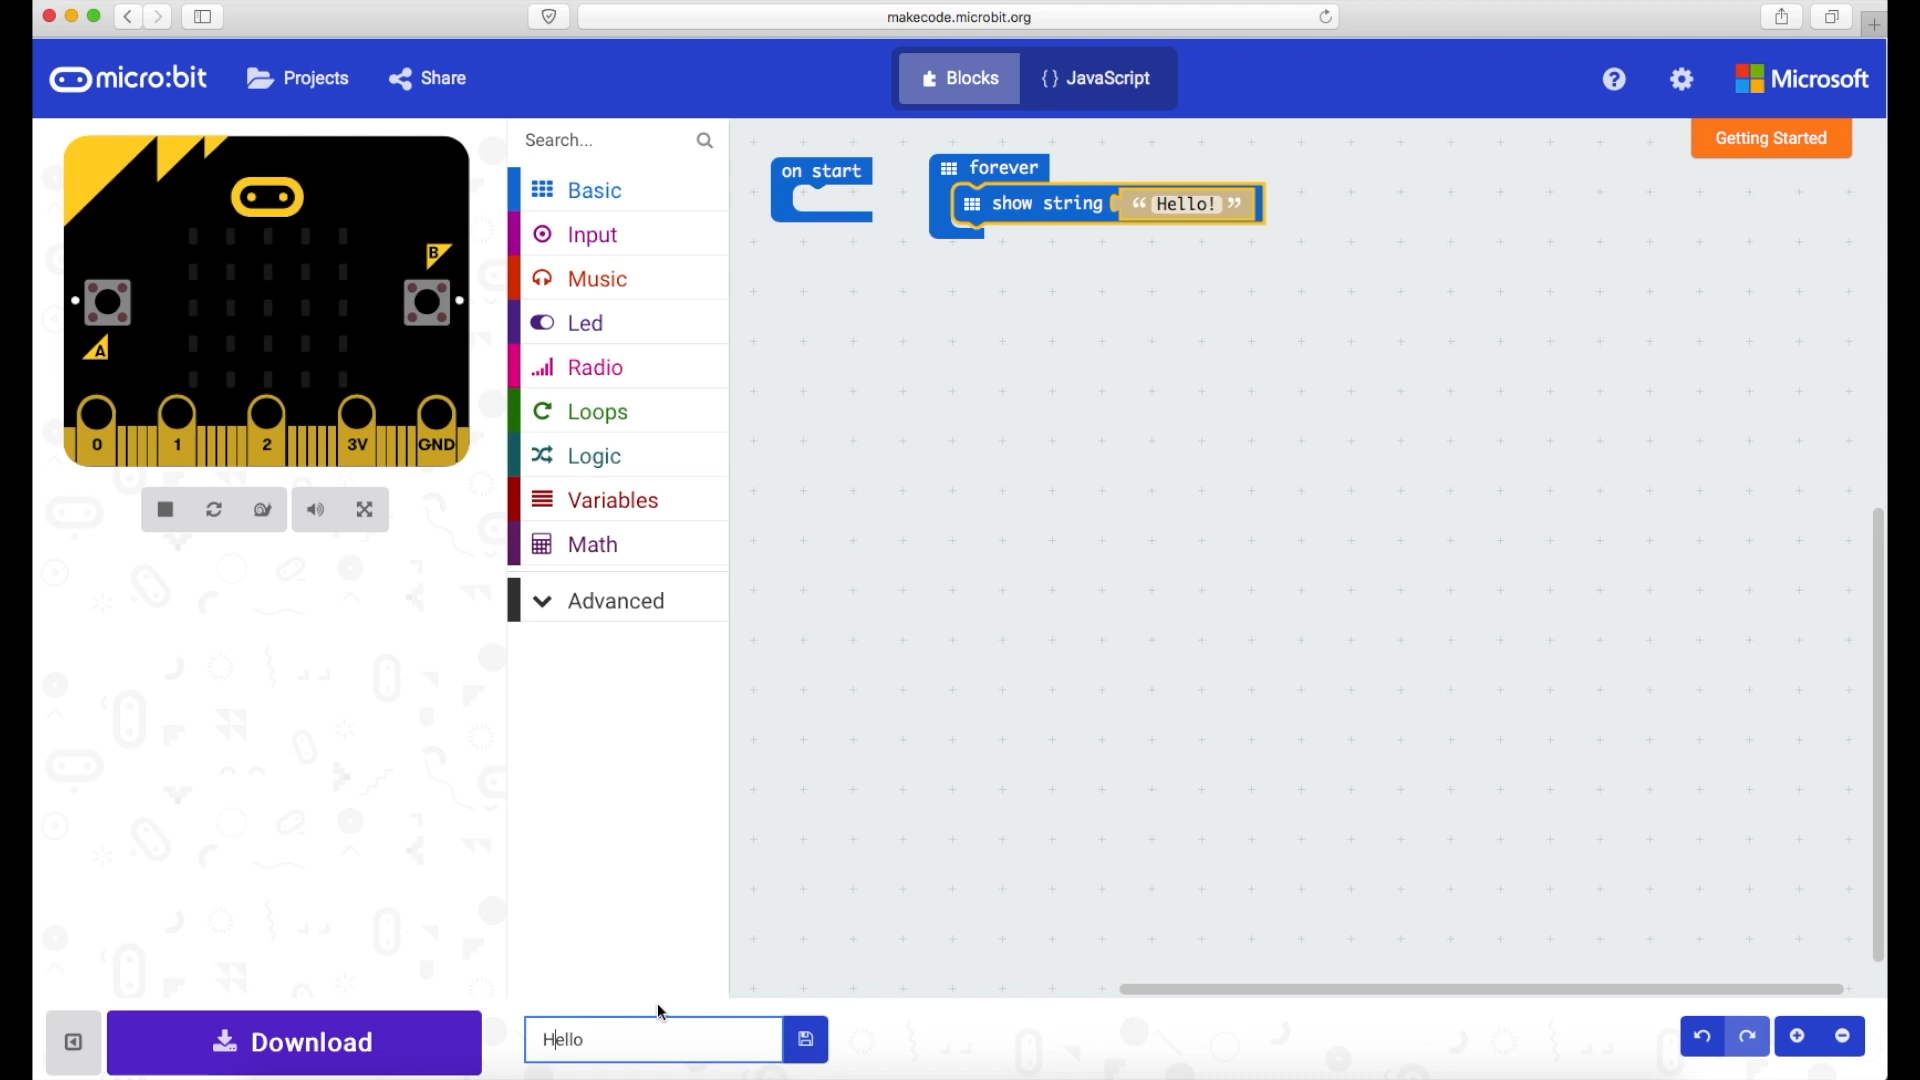 makecode.microbit.org
micro:bit
Projects
Share
Blocks
{ } JavaScript
?
Microsoft
Getting Started
Search...
Basic
Input
Music
Led
Radio
Loops
Logic
Variables
Math
Advanced
on start
forever
show string “ Hello! ”
B
A
0 1 2 3V GND
Download
Hello